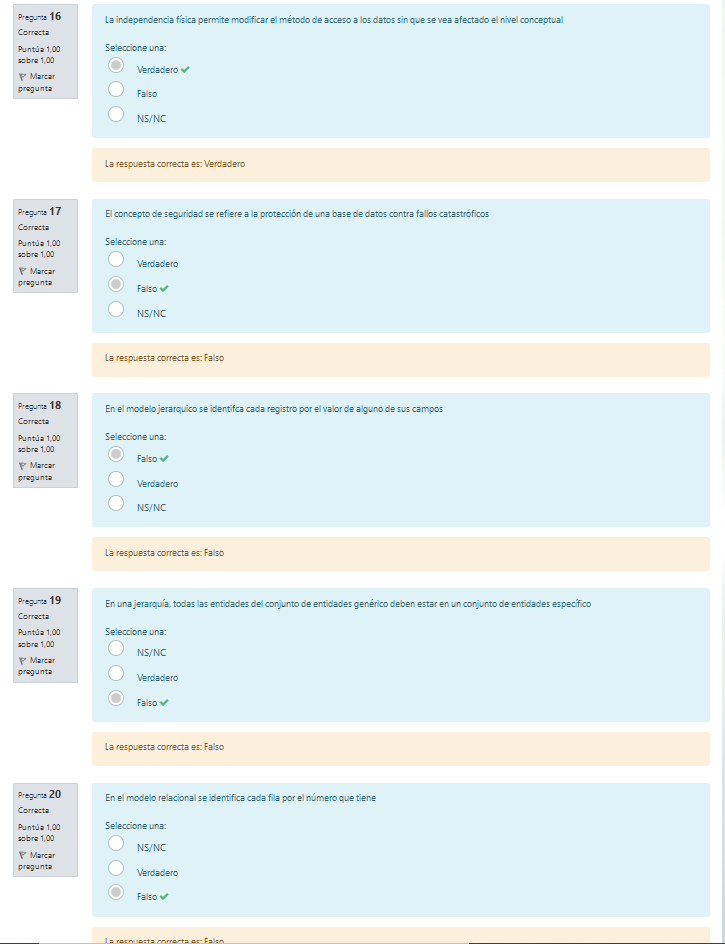 Pregunta 16
Correcta
Puntúa 1,00
sobre 1,00
Marcar
pregunta
La independencia física permite modificar el método de acceso a los datos sin que se vea afectado el nivel conceptual
Seleccione una:
Verdadero
Falso
NS/NC
La respuesta correcta es: Verdadero
Pregunta 17
Correcta
Puntúa 1,00
sobre 1,00
Marcar
pregunta
El concepto de seguridad se refiere a la protección de una base de datos contra fallos catastróficos
Seleccione una:
Verdadero
Falso
NS/NC
La respuesta correcta es: Falso
Pregunta 18
Correcta
Puntúa 1,00
sobre 1,00
Marcar
pregunta
En el modelo jerarquico se identifca cada registro por el valor de alguno de sus campos
Seleccione una:
Falso
Verdadero
NS/NC
La respuesta correcta es: Falso
Pregunta 19
Correcta
Puntúa 1,00
sobre 1,00
Marcar
pregunta
En una jerarquía, todas las entidades del conjunto de entidades genérico deben estar en un conjunto de entidades específico
Seleccione una:
NS/NC
Verdadero
Falso
La respuesta correcta es: Falso
Pregunta 20
Correcta
Puntúa 1,00
sobre 1,00
Marcar
pregunta
En el modelo relacional se identifica cada fila por el número que tiene
Seleccione una:
NS/NC
Verdadero
Falso
La respuesta correcta es: Falso